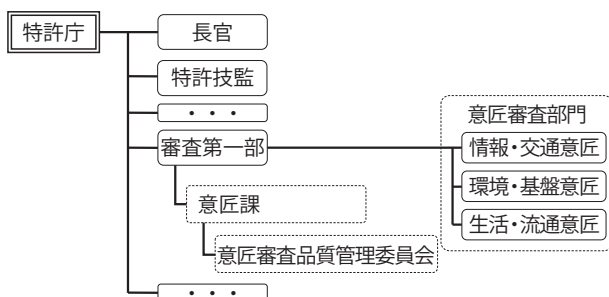 特許庁
長官
特許技監
・・・
審査第一部
意匠課
意匠審査品質管理委員会
・・・
意匠審査部門
情報・交通意匠
環境・基盤意匠
生活・流通意匠